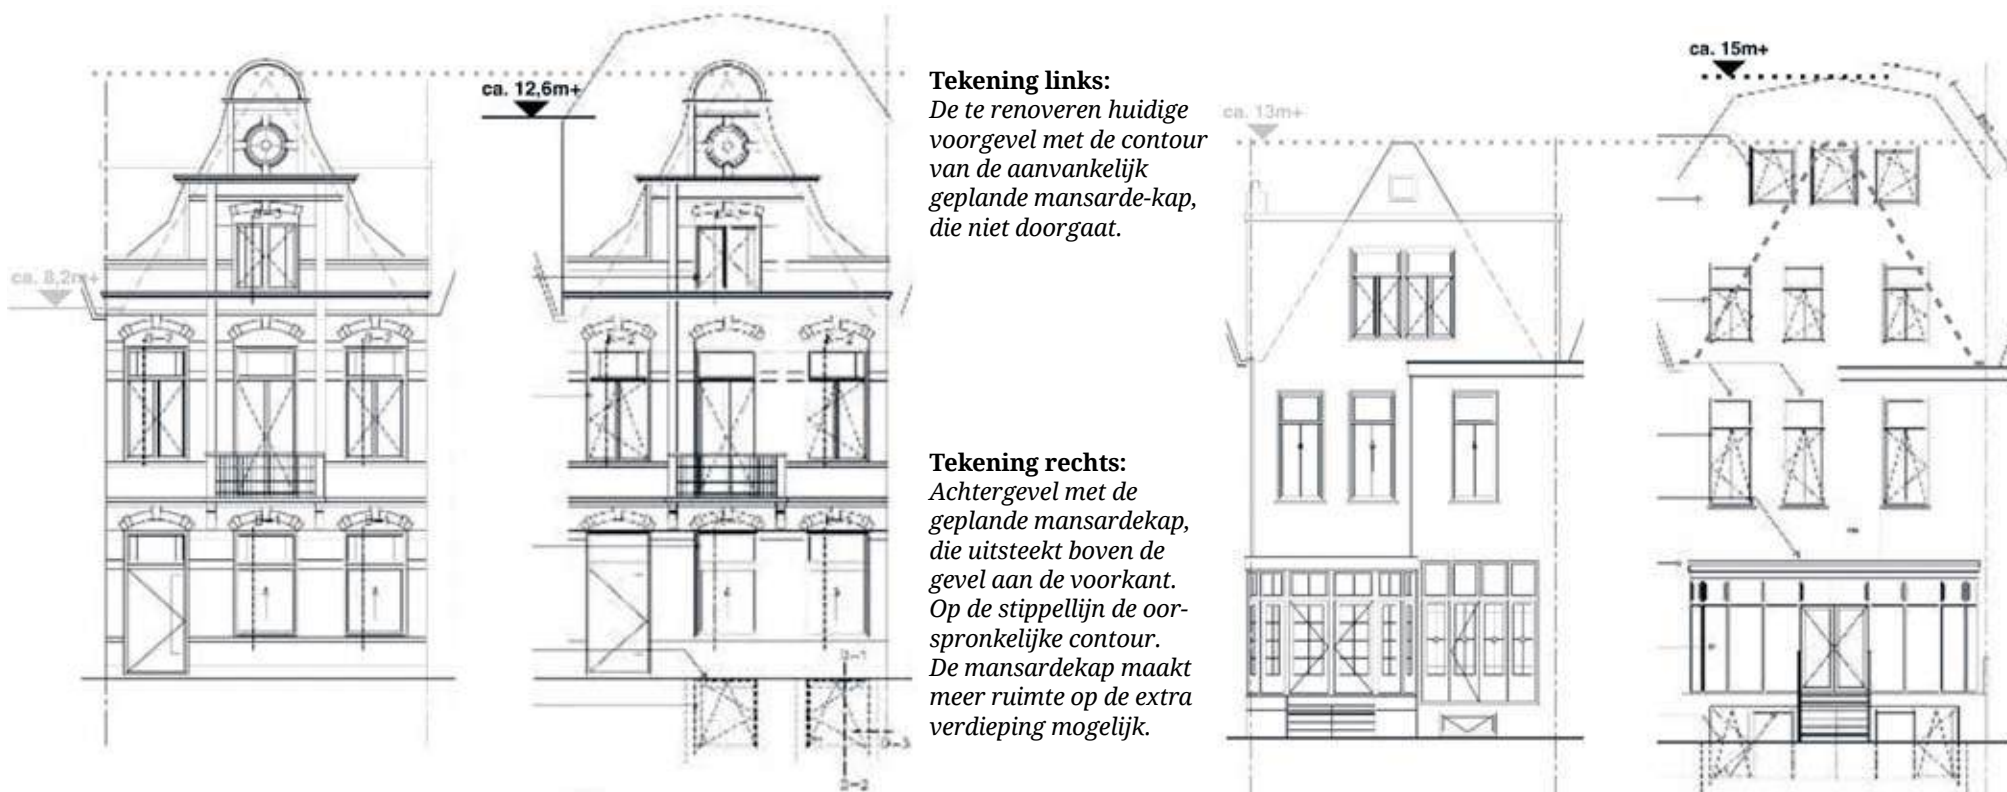 ca. 8,2m+
ca. 12,6m+
Tekening links:
De te renoveren huidige
voorgevel met de contour
van de aanvankelijk
geplande mansarde-kap,
die niet doorgaat.
Tekening rechts:
Achtergevel met de
geplande mansardekap,
die uitsteekt boven de
gevel aan de voorkant.
Op de stippellijn de oor-
spronkelijke contour.
De mansardekap maakt
meer ruimte op de extra
verdieping mogelijk.
ca. 13m+
ca. 15m+